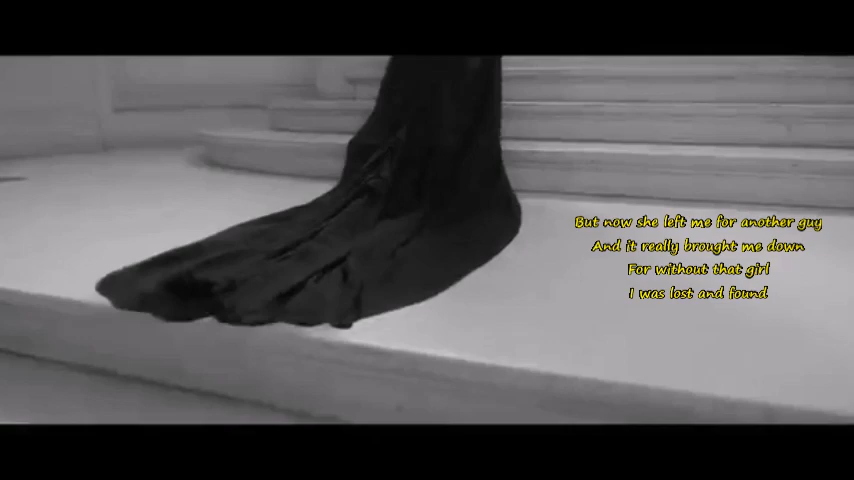 But now she left me for another guy
And it really brought me down
For without that girl
I was lost and found